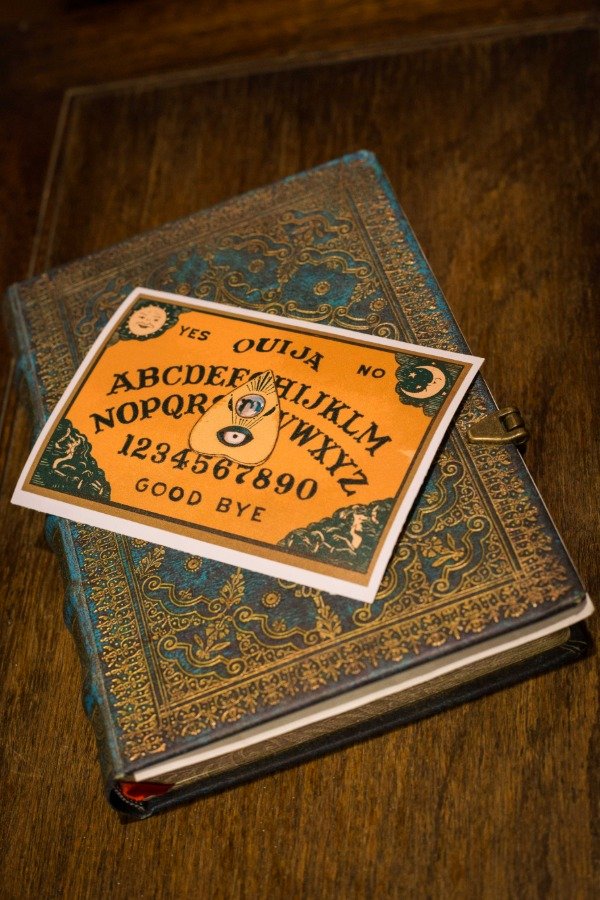 YES OUIJA NO
ABCDEF HIJKLM
NOPQR VWXYZ
1234567890
GOOD BYE